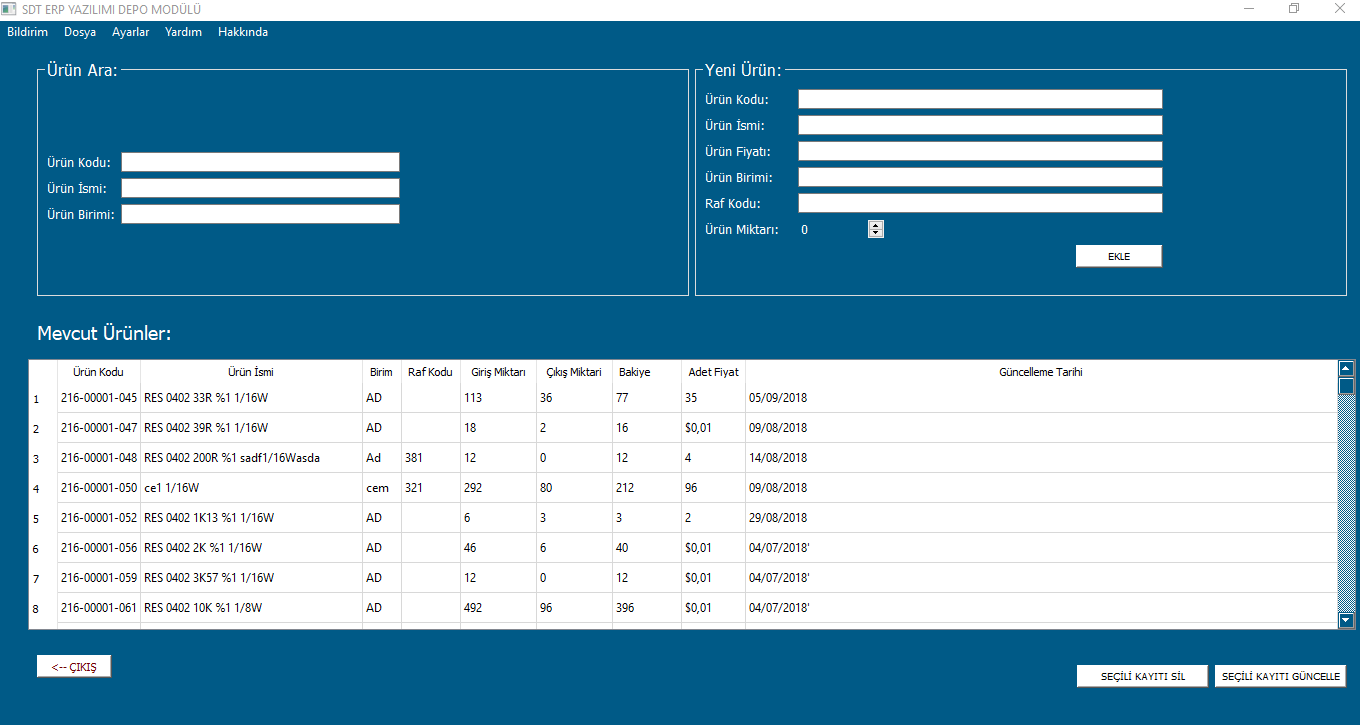 SDT ERP YAZILIMI DEPO MODÜLÜ
Bildirim Dosya Ayarlar Yardım Hakkında
Ürün Ara:
Ürün Kodu:
Ürün İsmi:
Ürün Birimi:
Yeni Ürün:
Ürün Kodu:
Ürün İsmi:
Ürün Fiyatı:
Ürün Birimi:
Raf Kodu:
Ürün Miktarı: 0
EKLE
Mevcut Ürünler:
Ürün Kodu Ürün İsmi Birim Raf Kodu Giriş Miktarı Çıkış Miktari Bakiye Adet Fiyat Güncelleme Tarihi
1 216-00001-045 RES 0402 33R %1 1/16W AD 113 36 77 35 05/09/2018
2 216-00001-047 RES 0402 39R %1 1/16W AD 18 2 16 $0,01 09/08/2018
3 216-00001-048 RES 0402 200R %1 sadf1/16Wasda Ad 381 12 0 12 4 14/08/2018
4 216-00001-050 ce1 1/16W cem 321 292 80 212 96 09/08/2018
5 216-00001-052 RES 0402 1K13 %1 1/16W AD 6 3 3 2 29/08/2018
6 216-00001-056 RES 0402 2K %1 1/16W AD 46 6 40 $0,01 04/07/2018'
7 216-00001-059 RES 0402 3K57 %1 1/16W AD 12 0 12 $0,01 04/07/2018'
8 216-00001-061 RES 0402 10K %1 1/8W AD 492 96 396 $0,01 04/07/2018'
<-- ÇIKIŞ
SEÇİLİ KAYITI SİL SEÇİLİ KAYITI GÜNCELLE